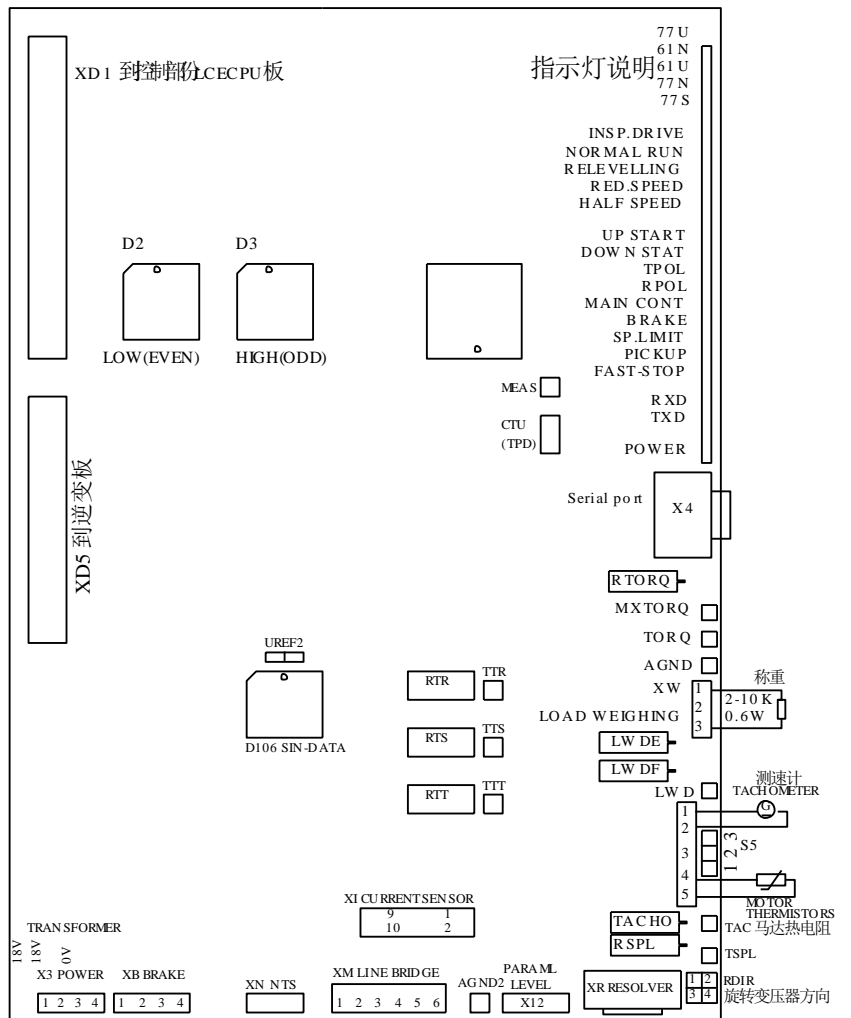 XD1 到控制部份LCECPU板
指示灯说明
77U
61N
61U
77N
77S
INSP.DRIVE
NORMAL RUN
RELEVELLING
RED.SPEED
HALF SPEED
UP START
DOWN STAT
TPOL
RPOL
MAIN CONT
BRAKE
SP.LIMIT
PICKUP
FAST-STOP
RXD
TXD
POWER
D2
D3
LOW(EVEN)
HIGH(ODD)
MEAS
CTU
(TPD)
XD5 到逆变板
Serial port
X4
RTORQ
MXTORQ
TORQ
AGND
XW
1
2
3
称重
2-10K
0.6W
LOAD WEIGHING
LWDE
LWDF
LWD
UREF2
D106 SIN-DATA
RTR
TTR
RTS
TTS
RTT
TTT
测速计
TACHOMETER
G
1
2
3
4
5
1 2 3
S5
MOTOR
THERMISTORS
马达热电阻
TACHO
TAC
RSPL
TSPL
XI CURRENT SENSOR
9 1
10 2
TRANSFORMER
18V
18V
0V
X3 POWER
1 2 3 4
XB BRAKE
1 2 3 4
XN NTS
XM LINE BRIDGE
1 2 3 4 5 6
AGND2
PARAML
LEVEL
X12
XR RESOLVER
1 2
3 4
RDIR
旋转变压器方向